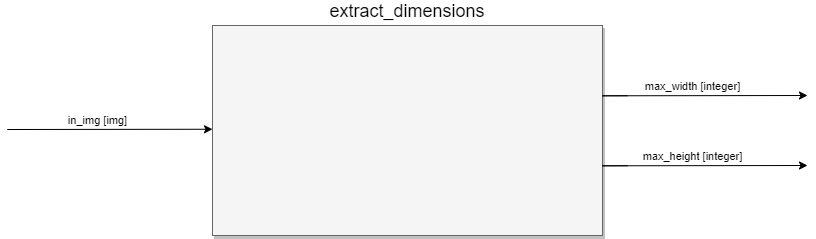 extract_dimensions
max_width [integer]
in_img [img]
max_height [integer]